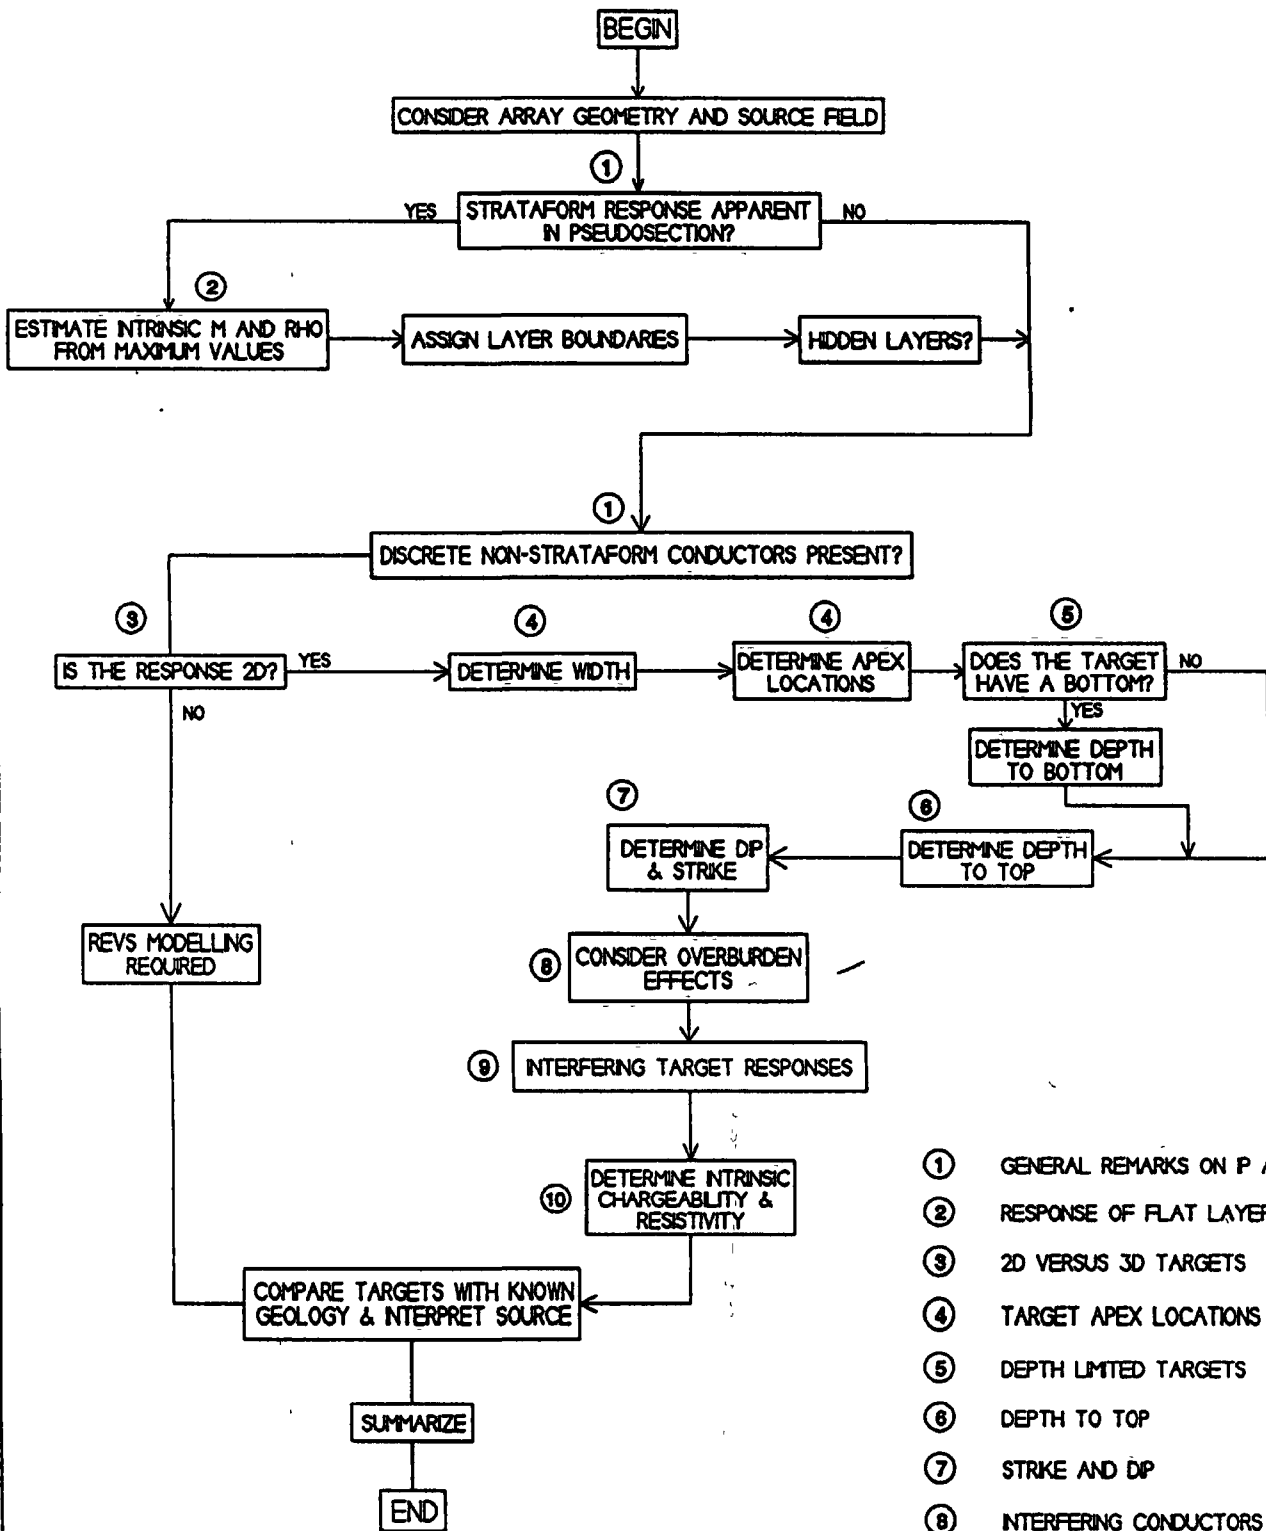 BEGIN
CONSIDER ARRAY GEOMETRY AND SOURCE FIELD
①
STRATAFORM RESPONSE APPARENT
IN PSEUDOSECTION?
YES
NO
②
ESTIMATE INTRINSIC M AND RHO
FROM MAXIMUM VALUES
ASSIGN LAYER BOUNDARIES
HIDDEN LAYERS?
①
DISCRETE NON-STRATAFORM CONDUCTORS PRESENT?
③
IS THE RESPONSE 2D?
YES
NO
④
DETERMINE WIDTH
④
DETERMINE APEX
LOCATIONS
⑤
DOES THE TARGET
HAVE A BOTTOM?
NO
YES
DETERMINE DEPTH
TO BOTTOM
⑥
DETERMINE DEPTH
TO TOP
⑦
DETERMINE DIP
& STRIKE
REVS MODELLING
REQUIRED
⑧
CONSIDER OVERBURDEN
EFFECTS
⑨
INTERFERING TARGET RESPONSES
⑩
DETERMINE INTRINSIC
CHARGEABILITY &
RESISTIVITY
COMPARE TARGETS WITH KNOWN
GEOLOGY & INTERPRET SOURCE
SUMMARIZE
END
① GENERAL REMARKS ON IP
② RESPONSE OF FLAT LAYER
③ 2D VERSUS 3D TARGETS
④ TARGET APEX LOCATIONS
⑤ DEPTH LIMITED TARGETS
⑥ DEPTH TO TOP
⑦ STRIKE AND DIP
⑧ INTERFERING CONDUCTORS